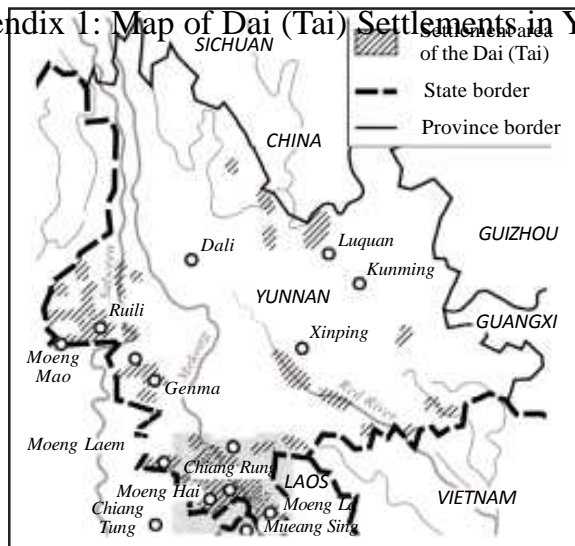 endix 1: Map of Dai (Tai) Settlements in Y
SICHUAN
Settlement area
of the Dai (Tai)
State border
Province border
CHINA
GUIZHOU
Dali
Luquan
Kunming
Salween
YUNNAN
GUANGXI
Ruili
Xinping
Moeng
Mao
Mekong
Genma
Red River
Moeng Laem
Chiang Rung
LAOS
Moeng Hai
Moeng La
VIETNAM
Chiang
Tung
Mueang Sing